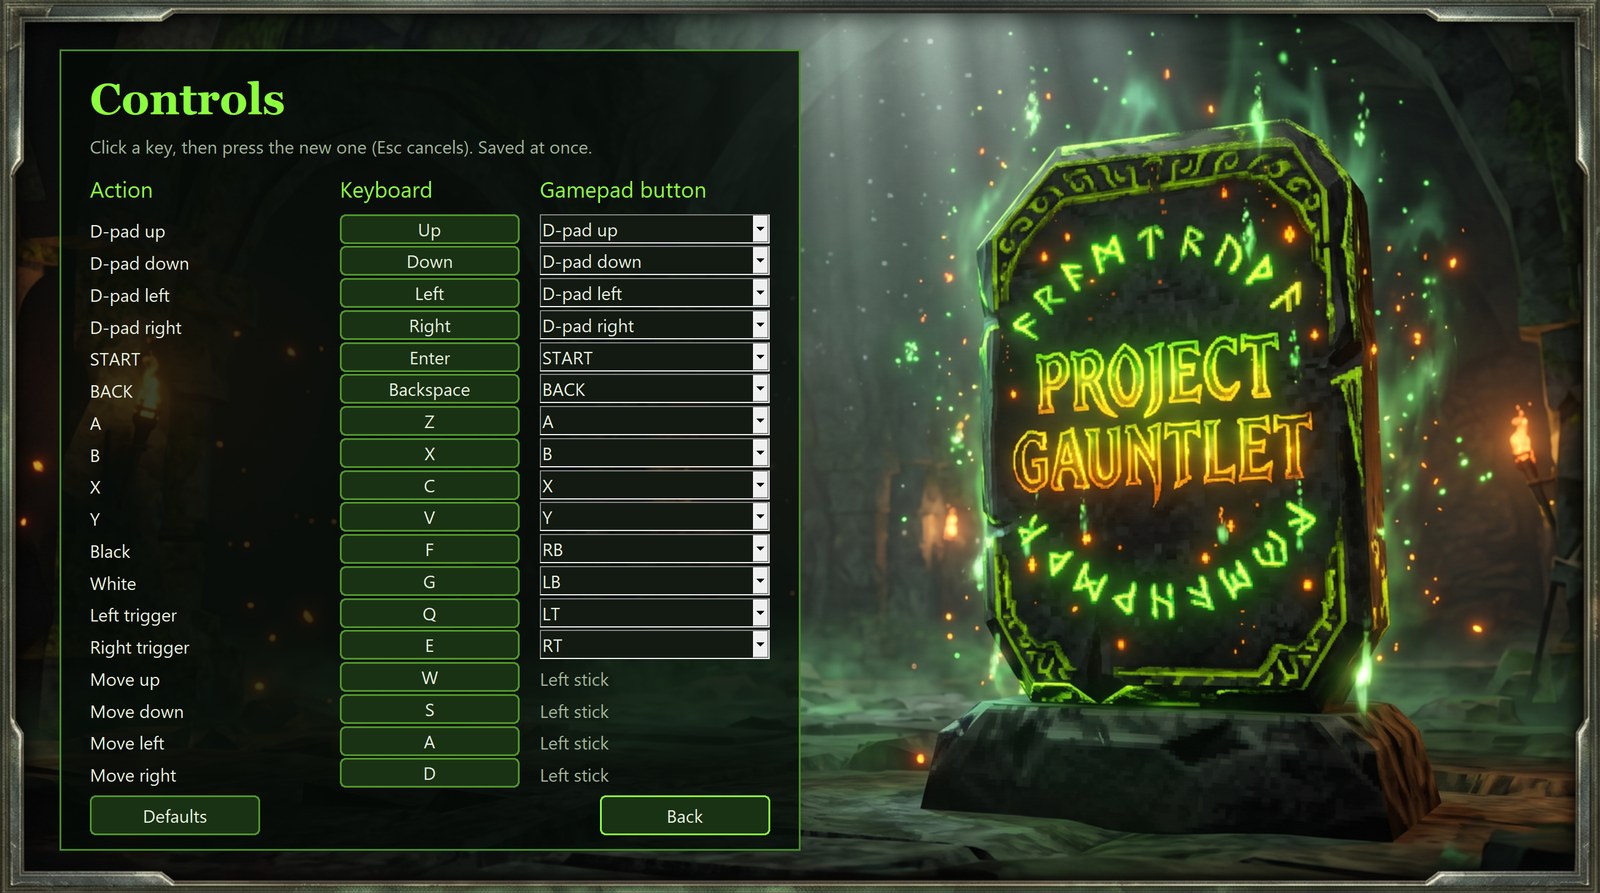 Controls
Click a key, then press the new one (Esc cancels). Saved at once.
Action Keyboard Gamepad button
D-pad up Up D-pad up
D-pad down Down D-pad down
D-pad left Left D-pad left
D-pad right Right D-pad right
START Enter START
BACK Backspace BACK
A Z A
B X B
X C X
Y V Y
Black F RB
White G LB
Left trigger Q LT
Right trigger E RT
Move up W Left stick
Move down S Left stick
Move left A Left stick
Move right D Left stick
Defaults Back
PROJECT
GAUNTLET